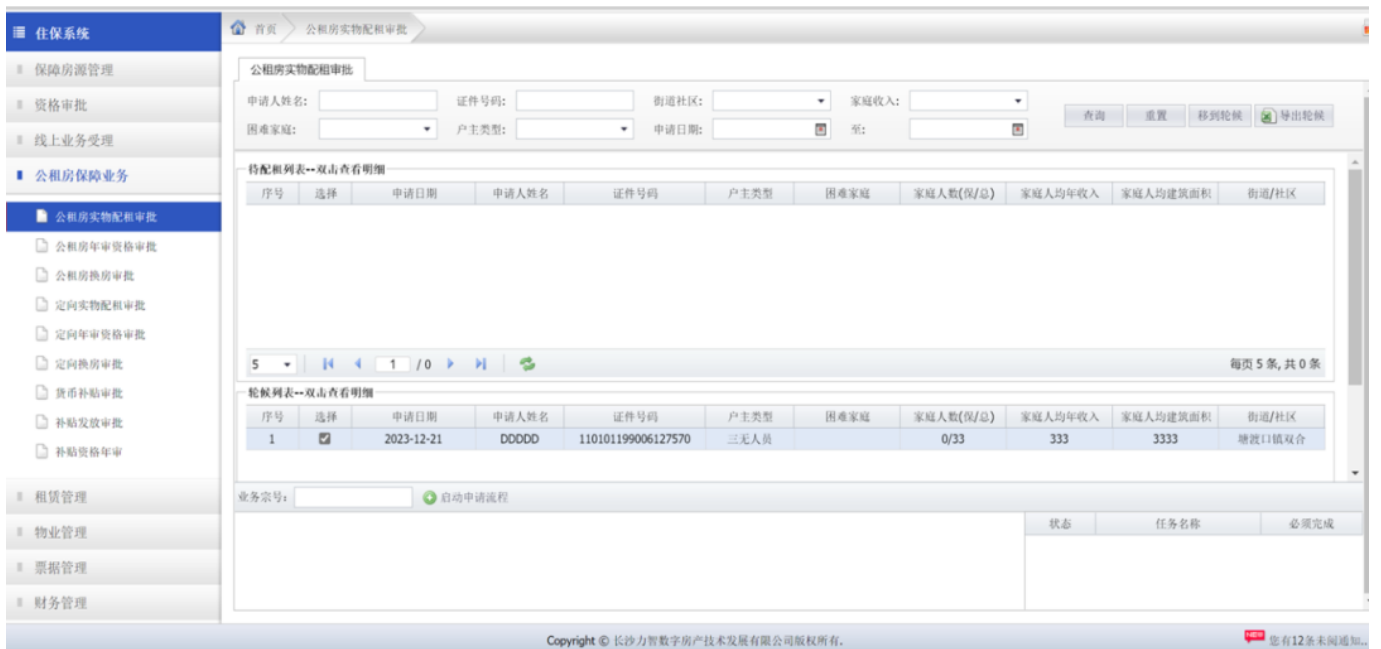 住保系统
首页 公租房实物配租审批
保障房源管理
资格审批
线上业务受理
公租房保障业务
公租房实物配租审批
公租房年审资格审批
公租房换房审批
定向实物配租审批
定向年审资格审批
定向换房审批
货币补贴审批
补贴发放审批
补贴资格年审
租赁管理
物业管理
票据管理
财务管理
公租房实物配租审批
申请人姓名: 证件号码: 街道社区: 家庭收入:
困难家庭: 户主类型: 申请日期: 至:
查询 重置 移到轮候 导出轮候
待配租列表--双击查看明细
序号 选择 申请日期 申请人姓名 证件号码 户主类型 困难家庭 家庭人数(保/总) 家庭人均年收入 家庭人均建筑面积 街道/社区
5 1 / 0 每页 5 条, 共 0 条
轮候列表--双击查看明细
序号 选择 申请日期 申请人姓名 证件号码 户主类型 困难家庭 家庭人数(保/总) 家庭人均年收入 家庭人均建筑面积 街道/社区
1 2023-12-21 DDDDD 110101199006127570 三无人员 0/33 333 3333 塘渡口镇双合
业务宗号: 启动申请流程
状态 任务名称 必须完成
Copyright © 长沙力智数字房产技术发展有限公司版权所有.
NEW 您有12条未阅通知..